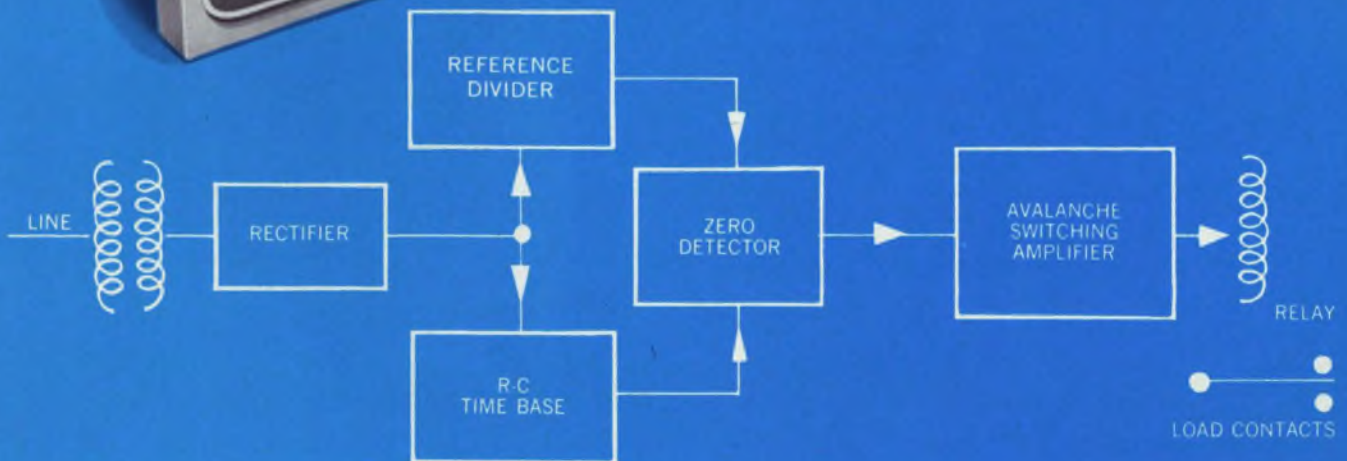 REFERENCE
DIVIDER
LINE
RECTIFIER
ZERO
DETECTOR
AVALANCHE
SWITCHING
AMPLIFIER
RELAY
R-C
TIME BASE
LOAD CONTACTS